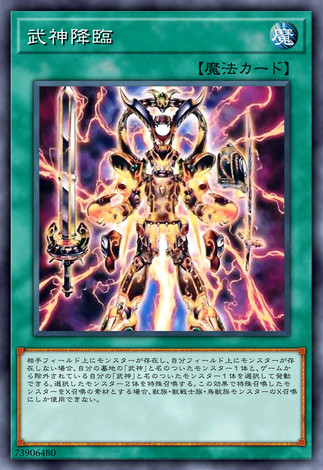 武神降臨
魔
【魔法カード】
相手フィールド上にモンスターが存在し、自分フィールド上にモンスターが存
在しない場合、自分の墓地の「武神」と名のついたモンスター1体と、ゲームか
ら除外されている自分の「武神」と名のついたモンスター1体を選択して発動
できる。選択したモンスター2体を特殊召喚する。この効果で特殊召喚したモ
ンスターをX召喚の素材とする場合、獣族・獣戦士族・鳥獣族モンスターのX召喚
にしか使用できない。
73906480